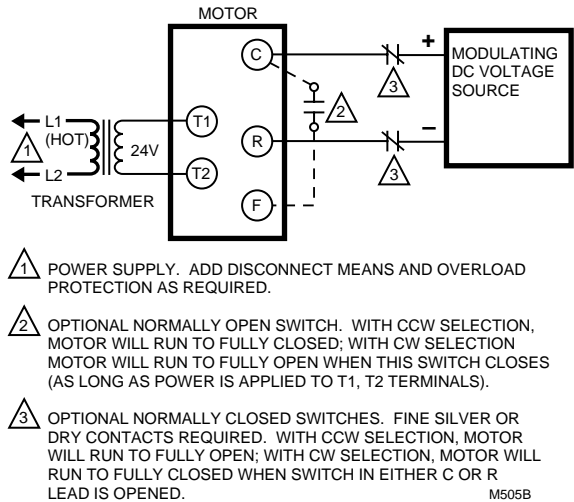 MOTOR
C
+
MODULATING
DC VOLTAGE
SOURCE
3
2
L1
(HOT)
1
24V
T1
R
−
L2
T2
3
TRANSFORMER
F
1 POWER SUPPLY. ADD DISCONNECT MEANS AND OVERLOAD
PROTECTION AS REQUIRED.
2 OPTIONAL NORMALLY OPEN SWITCH. WITH CCW SELECTION,
MOTOR WILL RUN TO FULLY CLOSED; WITH CW SELECTION
MOTOR WILL RUN TO FULLY OPEN WHEN THIS SWITCH CLOSES
(AS LONG AS POWER IS APPLIED TO T1, T2 TERMINALS).
3 OPTIONAL NORMALLY CLOSED SWITCHES. FINE SILVER OR
DRY CONTACTS REQUIRED. WITH CCW SELECTION, MOTOR
WILL RUN TO FULLY OPEN; WITH CW SELECTION, MOTOR WILL
RUN TO FULLY CLOSED WHEN SWITCH IN EITHER C OR R
LEAD IS OPENED.
M505B